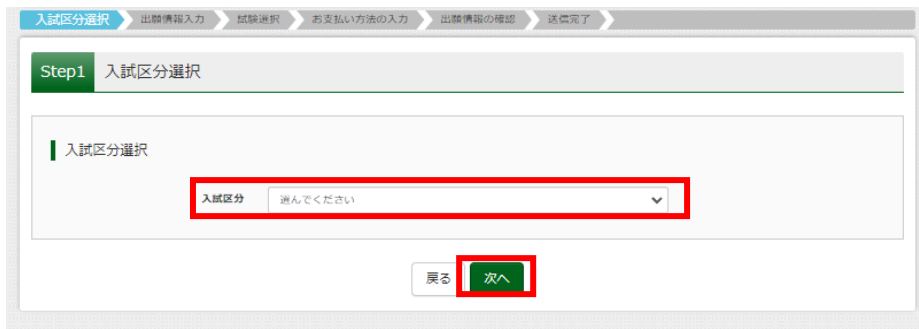 入試区分選択 出願情報入力 試験選択 お支払い方法の入力 出願情報の確認 送信完了
Step1 入試区分選択
入試区分選択
入試区分 選んでください
戻る 次へ